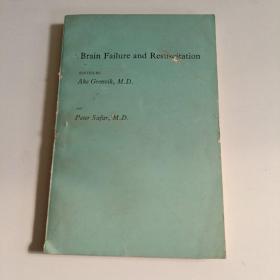 Brain Failure and Resuscitation
EDITED BY
Ake Grenvik, M.D.
AND
Peter Safar, M.D.